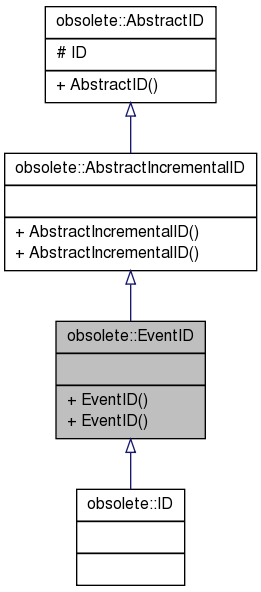 obsolete::AbstractID
# ID
+ AbstractID()
obsolete::AbstractIncrementalID
+ AbstractIncrementalID()
+ AbstractIncrementalID()
obsolete::EventID
+ EventID()
+ EventID()
obsolete::ID